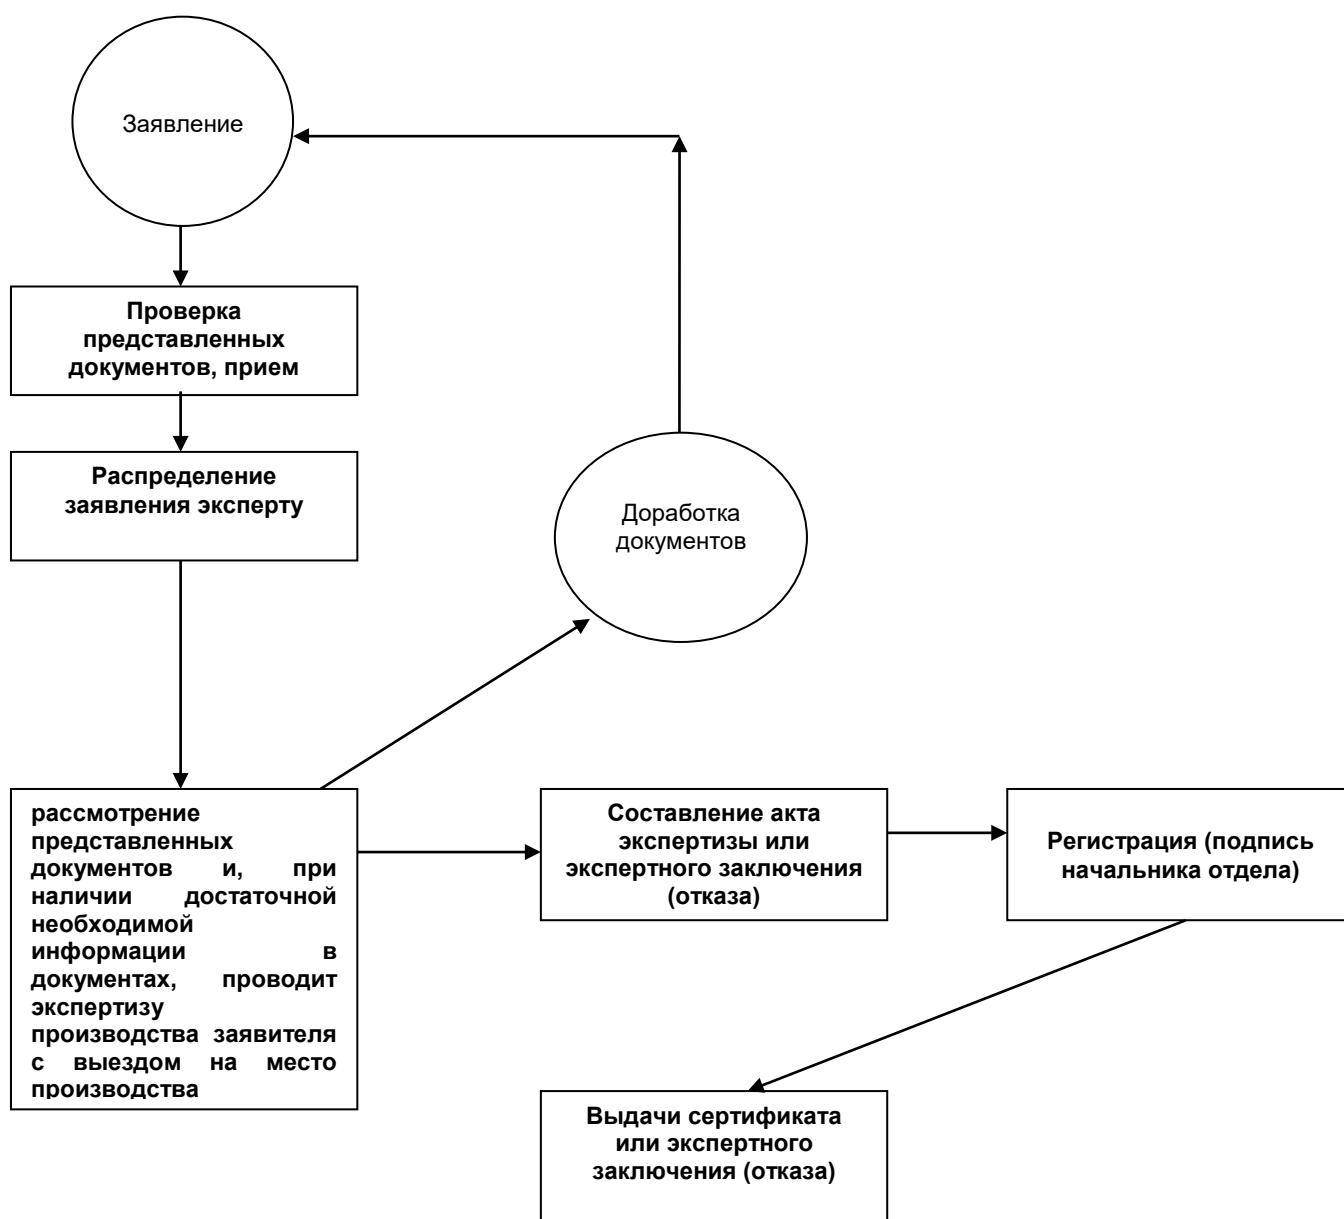 Заявление
Проверка
представленных
документов, прием
Распределение
заявления эксперту
Доработка
документов
рассмотрение
представленных
документов и, при
наличии достаточной
необходимой
информации в
документах, проводит
экспертизу
производства заявителя
с выездом на место
производства
Составление акта
экспертизы или
экспертного заключения
(отказа)
Регистрация (подпись
начальника отдела)
Выдачи сертификата
или экспертного
заключения (отказа)